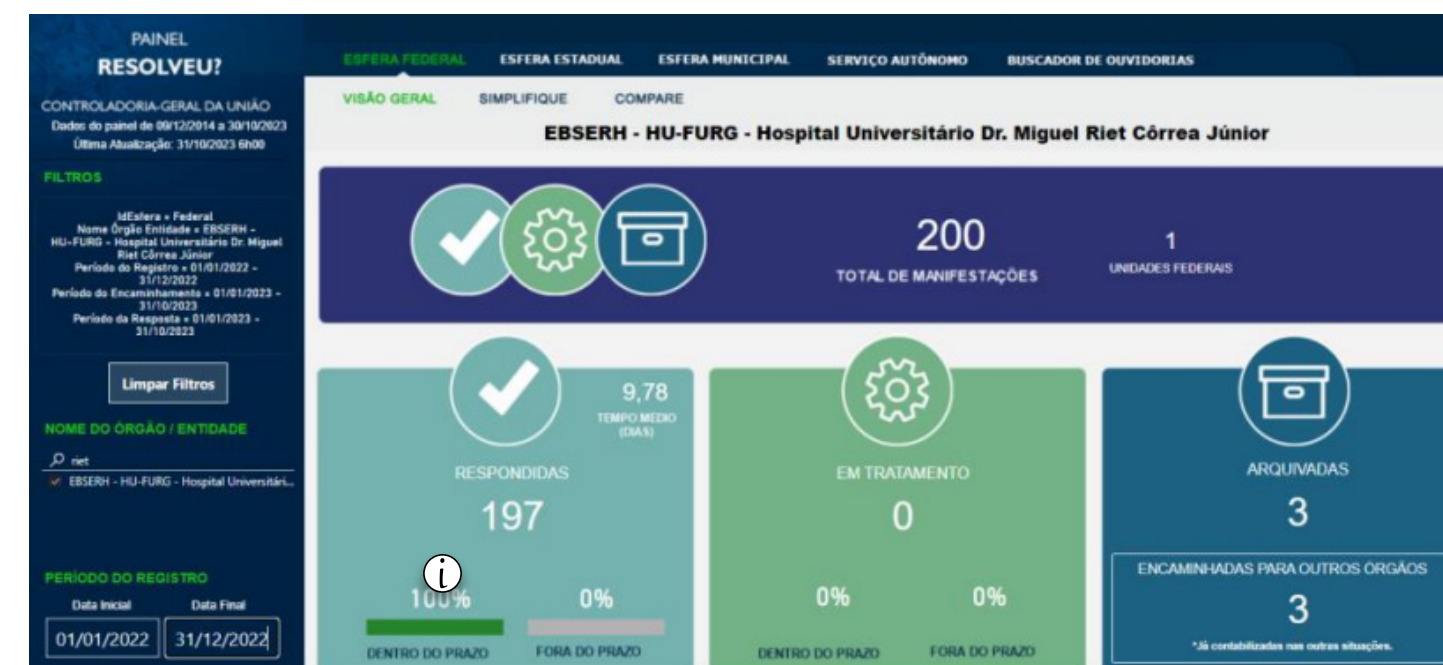 PAINEL
RESOLVEU?
CONTROLADORIA-GERAL DA UNIÃO
Dados do painel de 09/12/2014 a 30/10/2023
Última Atualização: 31/10/2023 6h00
FILTROS
IdEsfera = Federal
Nome Órgão Entidade = EBSERH -
HU-FURG - Hospital Universitário Dr. Miguel
Riet Côrrea Júnior
Período do Registro = 01/01/2022 -
31/12/2022
Período do Encaminhamento = 01/01/2023 -
31/10/2023
Período da Resposta = 01/01/2023 -
31/10/2023
Limpar Filtros
NOME DO ÓRGÃO / ENTIDADE
riet
EBSERH - HU-FURG - Hospital Universitári...
PERÍODO DO REGISTRO
Data Inicial Data Final
01/01/2022 31/12/2022
ESFERA FEDERAL ESFERA ESTADUAL ESFERA MUNICIPAL SERVIÇO AUTÔNOMO BUSCADOR DE OUVIDORIAS
VISÃO GERAL SIMPLIFIQUE COMPARE
EBSERH - HU-FURG - Hospital Universitário Dr. Miguel Riet Côrrea Júnior
200
TOTAL DE MANIFESTAÇÕES
1
UNIDADES FEDERAIS
9,78
TEMPO MÉDIO
(DIAS)
RESPONDIDAS
197
i
100% 0%
DENTRO DO PRAZO FORA DO PRAZO
EM TRATAMENTO
0
0% 0%
DENTRO DO PRAZO FORA DO PRAZO
ARQUIVADAS
3
ENCAMINHADAS PARA OUTROS ÓRGÃOS
3
*Já contabilizadas nas outras situações.